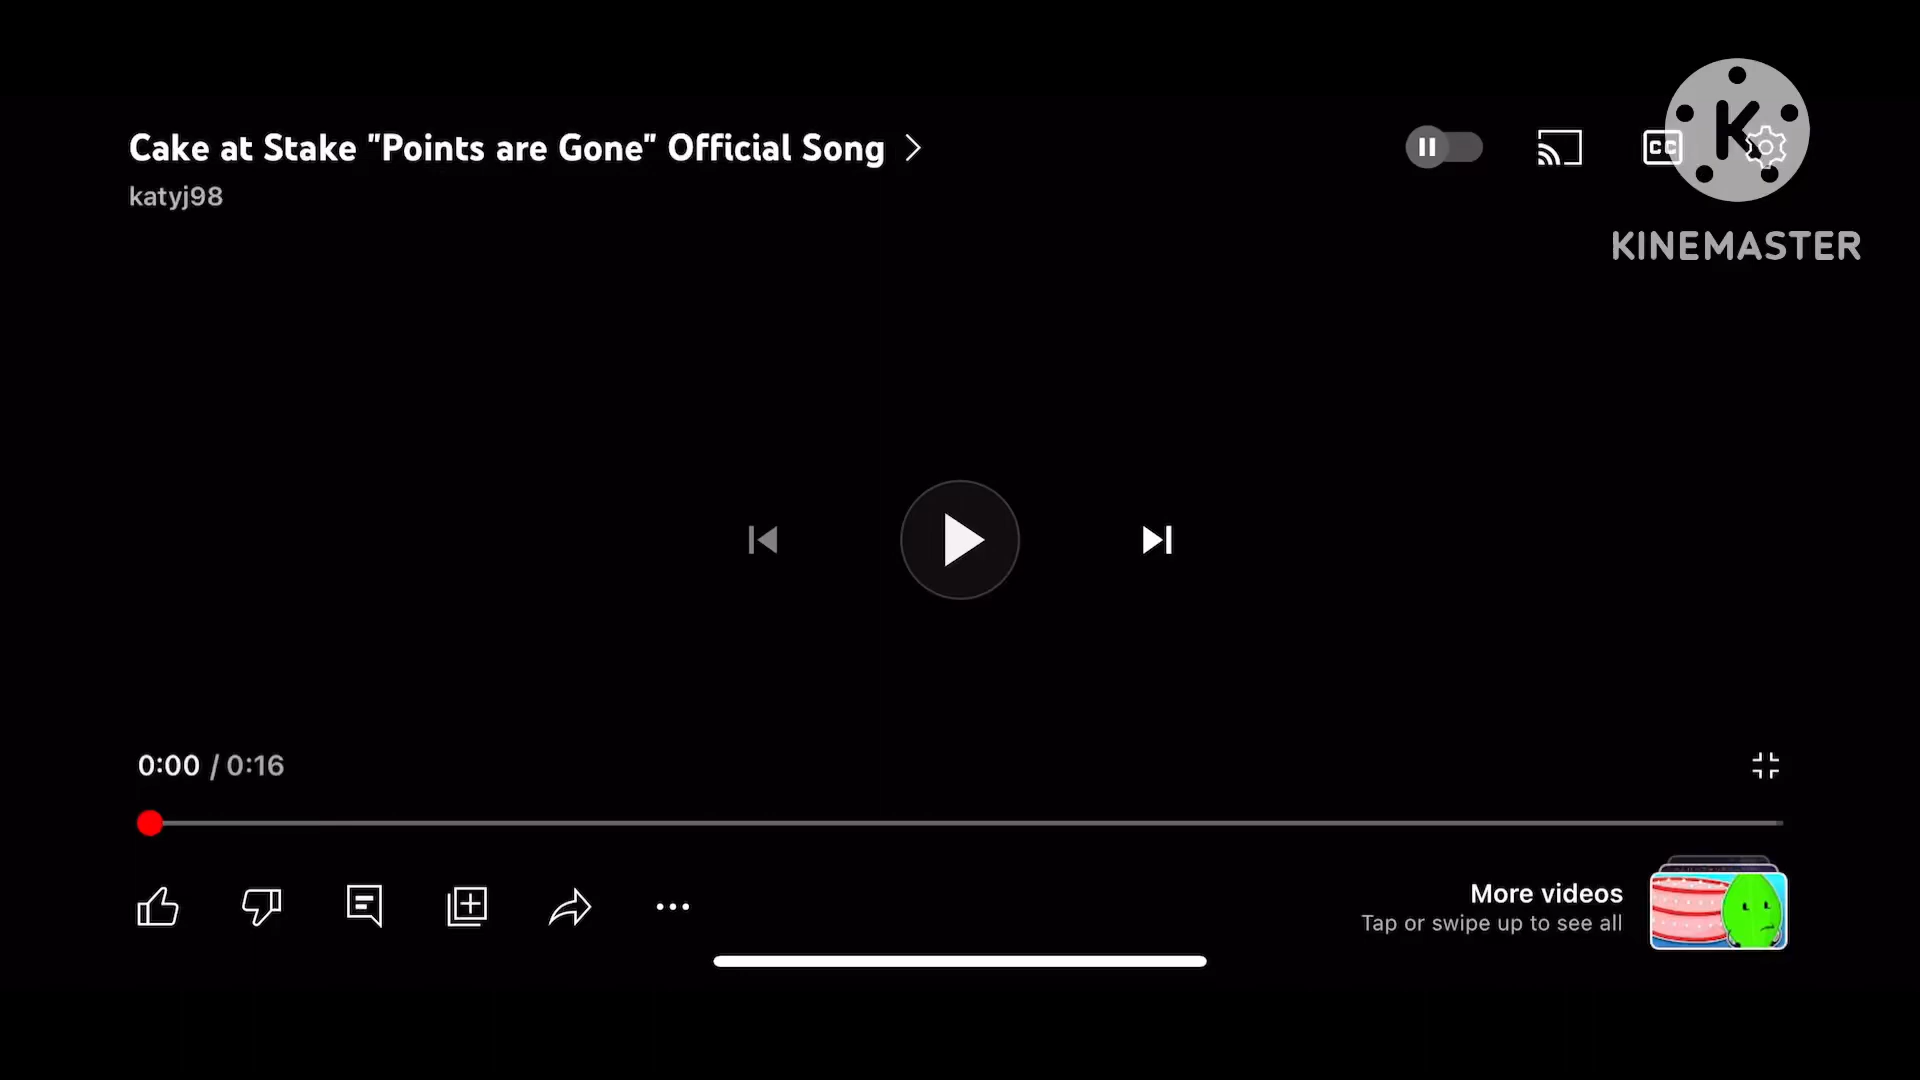 Cake at Stake "Points are Gone" Official Song
katyj98
CC
K
KINEMASTER
0:00 / 0:16
More videos
Tap or swipe up to see all